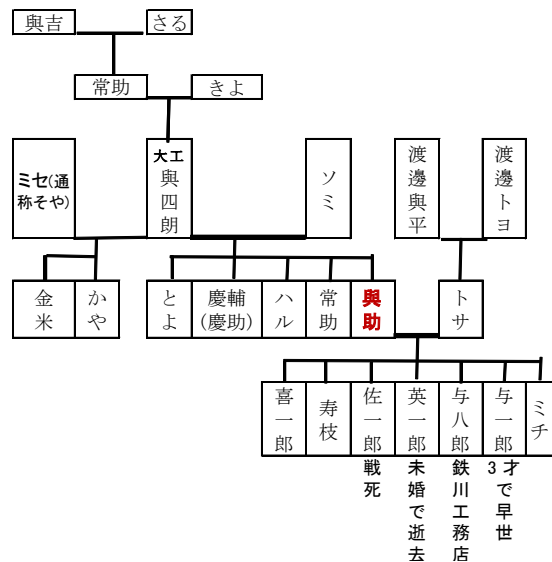 與吉
さる
常助
きよ
ミセ(通
称そや)
大工
與四朗
ソミ
渡邊與平
渡邊トヨ
金米
かや
とよ
慶輔
(慶助)
ハル
常助
與助
トサ
喜一郎
寿枝
佐一郎
英一郎
与八郎
与一郎
ミチ
戦死
未婚で逝去
鉄川工務店
3才で早世